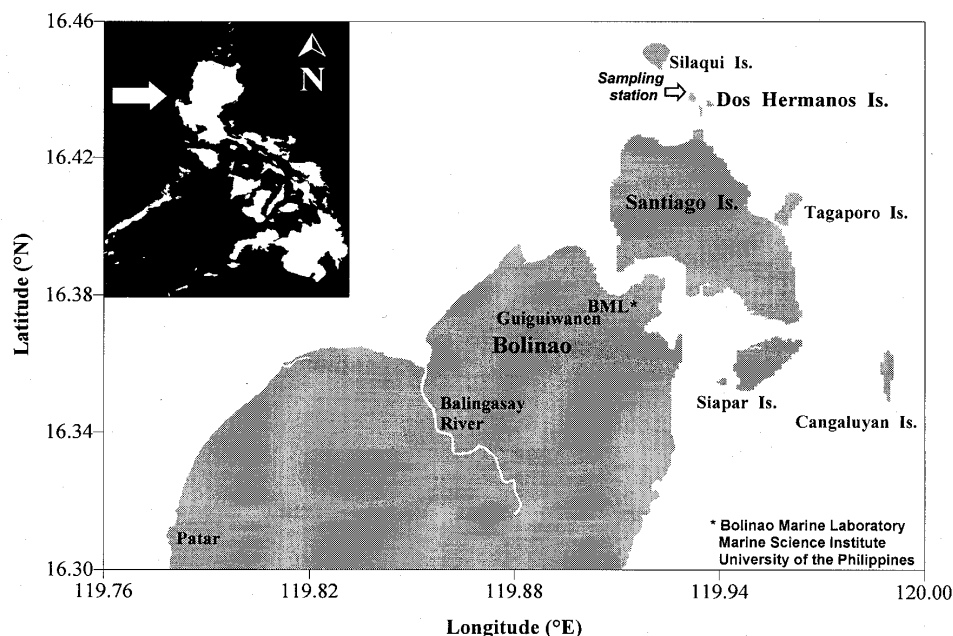 16.46
N
Silaqui Is.
Sampling
station
Dos Hermanos Is.
16.42
Santiago Is.
Tagaporo Is.
Latitude (°N)
16.38
BML*
Guiguiwanen
Bolinao
Siapar Is.
Balingasay
River
Cangaluyan Is.
16.34
Patar
* Bolinao Marine Laboratory
Marine Science Institute
University of the Philippines
16.30
119.76
119.82
119.88
119.94
120.00
Longitude (°E)